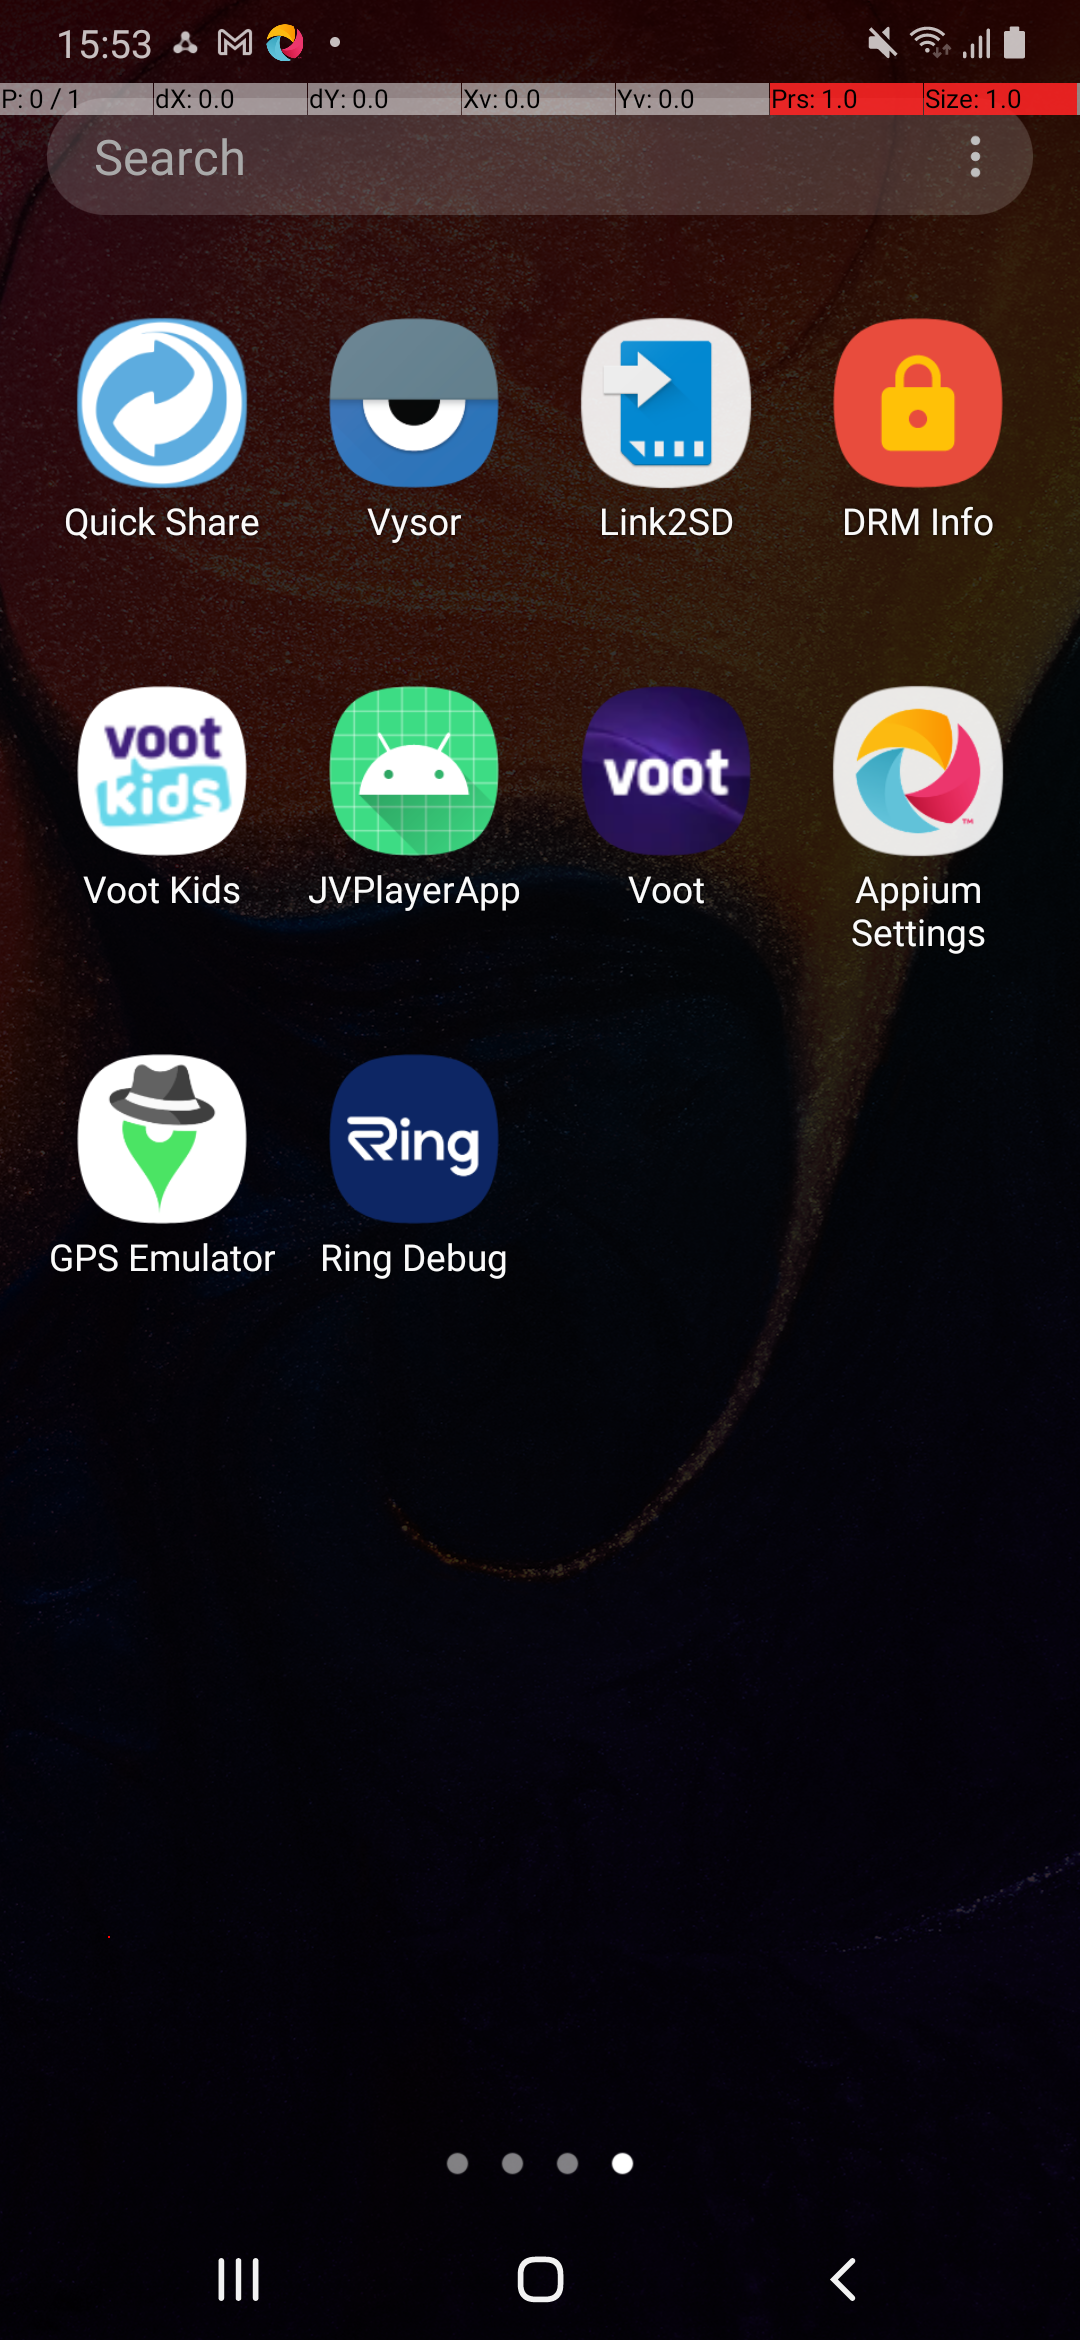 15:53
P: 0 / 1 dX: 0.0 dY: 0.0 Xv: 0.0 Yv: 0.0 Prs: 1.0 Size: 1.0
Search
Quick Share Vysor Link2SD DRM Info
voot
kids
voot
TM
Voot Kids JVPlayerApp Voot Appium
Settings
Ring
GPS Emulator Ring Debug